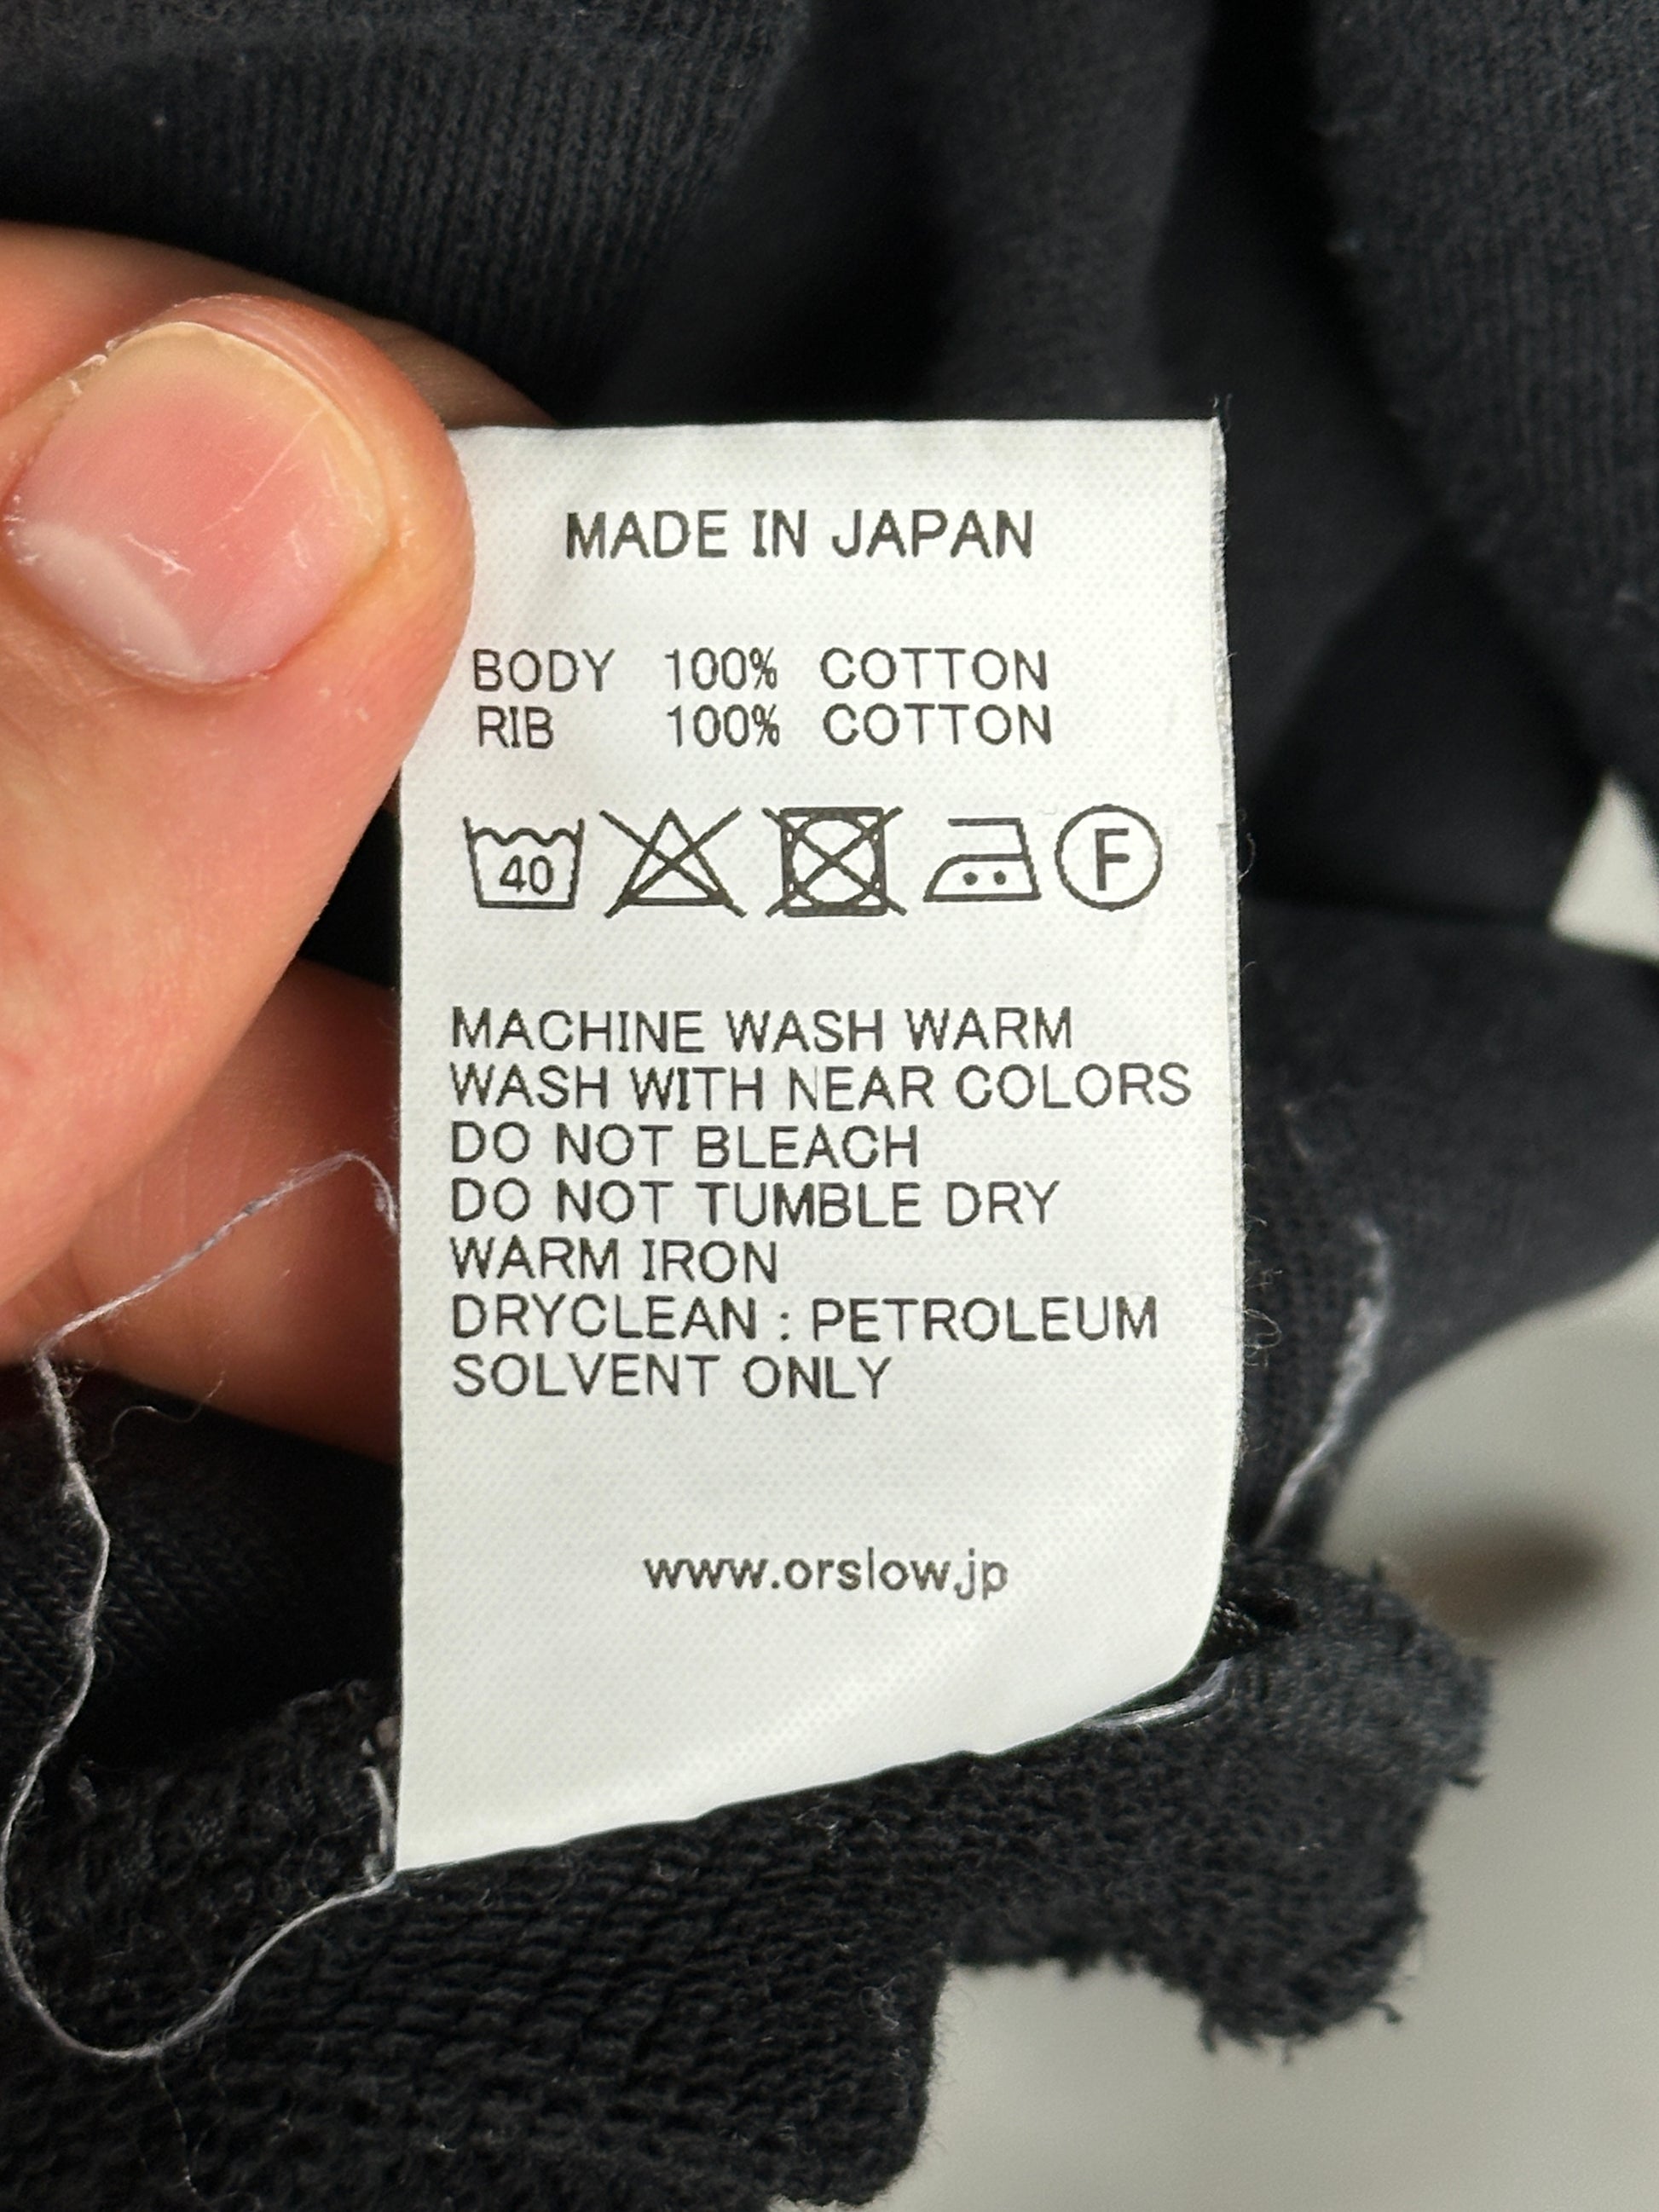 MADE IN JAPAN
BODY 100% COTTON
RIB 100% COTTON
40 F
MACHINE WASH WARM
WASH WITH NEAR COLORS
DO NOT BLEACH
DO NOT TUMBLE DRY
WARM IRON
DRYCLEAN : PETROLEUM
SOLVENT ONLY
www.orslow.jp